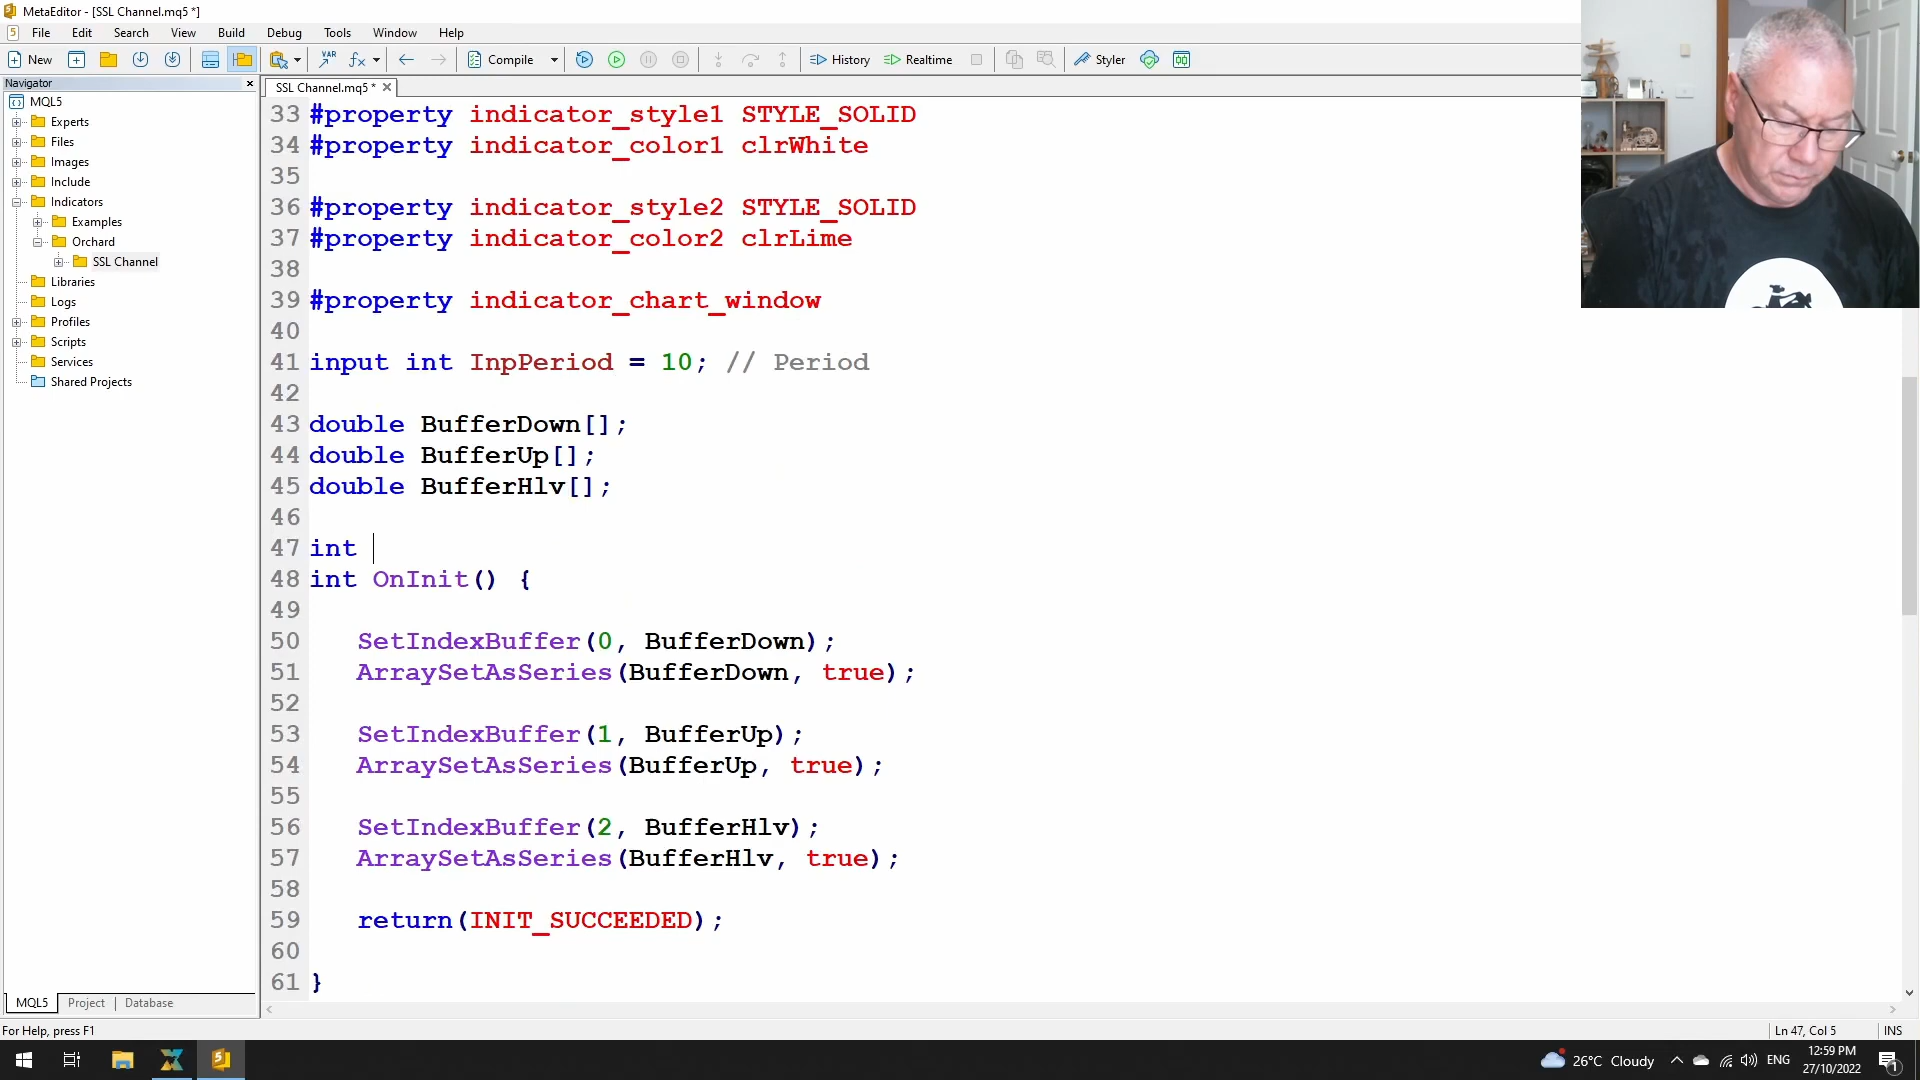 MetaEditor - [SSL Channel.mq5 *]
File Edit Search View Build Debug Tools Window Help
New VAR Compile History Realtime Styler
Navigator
MQL5
Experts
Files
Images
Include
Indicators
Examples
Orchard
SSL Channel
Libraries
Logs
Profiles
Scripts
Services
Shared Projects
MQL5 Project Database
SSL Channel.mq5 *
33 #property indicator_style1 STYLE_SOLID
34 #property indicator_color1 clrWhite
35
36 #property indicator_style2 STYLE_SOLID
37 #property indicator_color2 clrLime
38
39 #property indicator_chart_window
40
41 input int InpPeriod = 10; // Period
42
43 double BufferDown[];
44 double BufferUp[];
45 double BufferHlv[];
46
47 int
48 int OnInit() {
49
50 SetIndexBuffer(0, BufferDown);
51 ArraySetAsSeries(BufferDown, true);
52
53 SetIndexBuffer(1, BufferUp);
54 ArraySetAsSeries(BufferUp, true);
55
56 SetIndexBuffer(2, BufferHlv);
57 ArraySetAsSeries(BufferHlv, true);
58
59 return(INIT_SUCCEEDED);
60
61 }
For Help, press F1
Ln 47, Col 5 INS
26°C Cloudy ENG
12:59 PM
27/10/2022